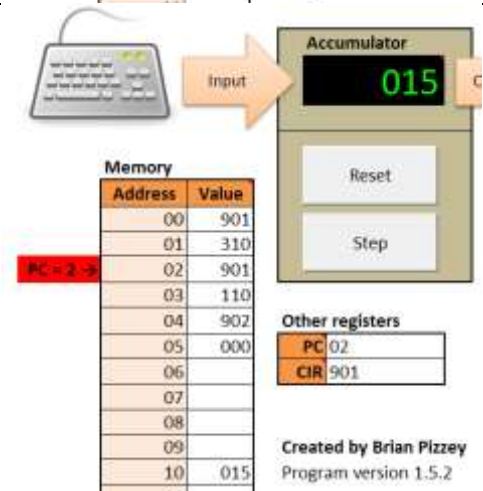 Input
Accumulator
015
Reset
Step
Memory
Address Value
00 901
01 310
PC = 2 → 02 901
03 110
04 902
05 000
06
07
08
09
10 015
Other registers
PC 02
CIR 901
Created by Brian Pizzey
Program version 1.5.2